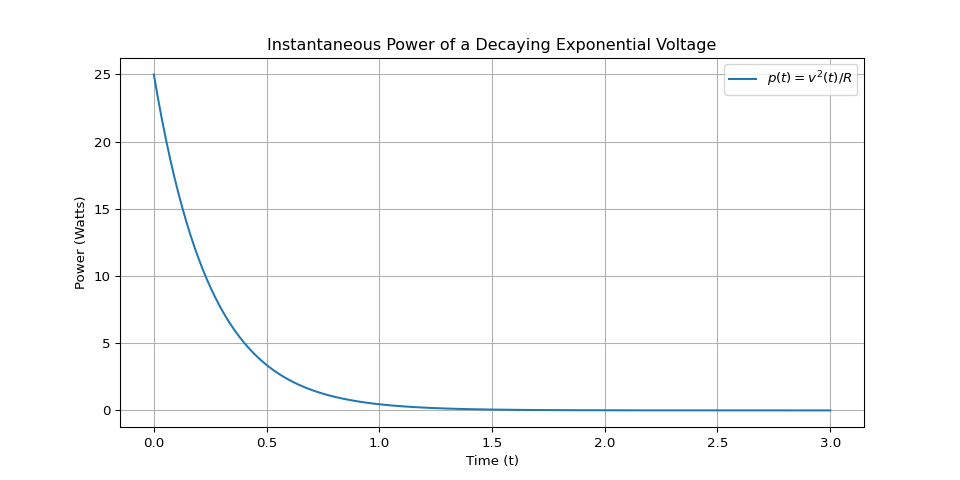 Instantaneous Power of a Decaying Exponential Voltage
p(t) = v²(t)/R
Power (Watts)
25
20
15
10
5
0
0.0 0.5 1.0 1.5 2.0 2.5 3.0
Time (t)